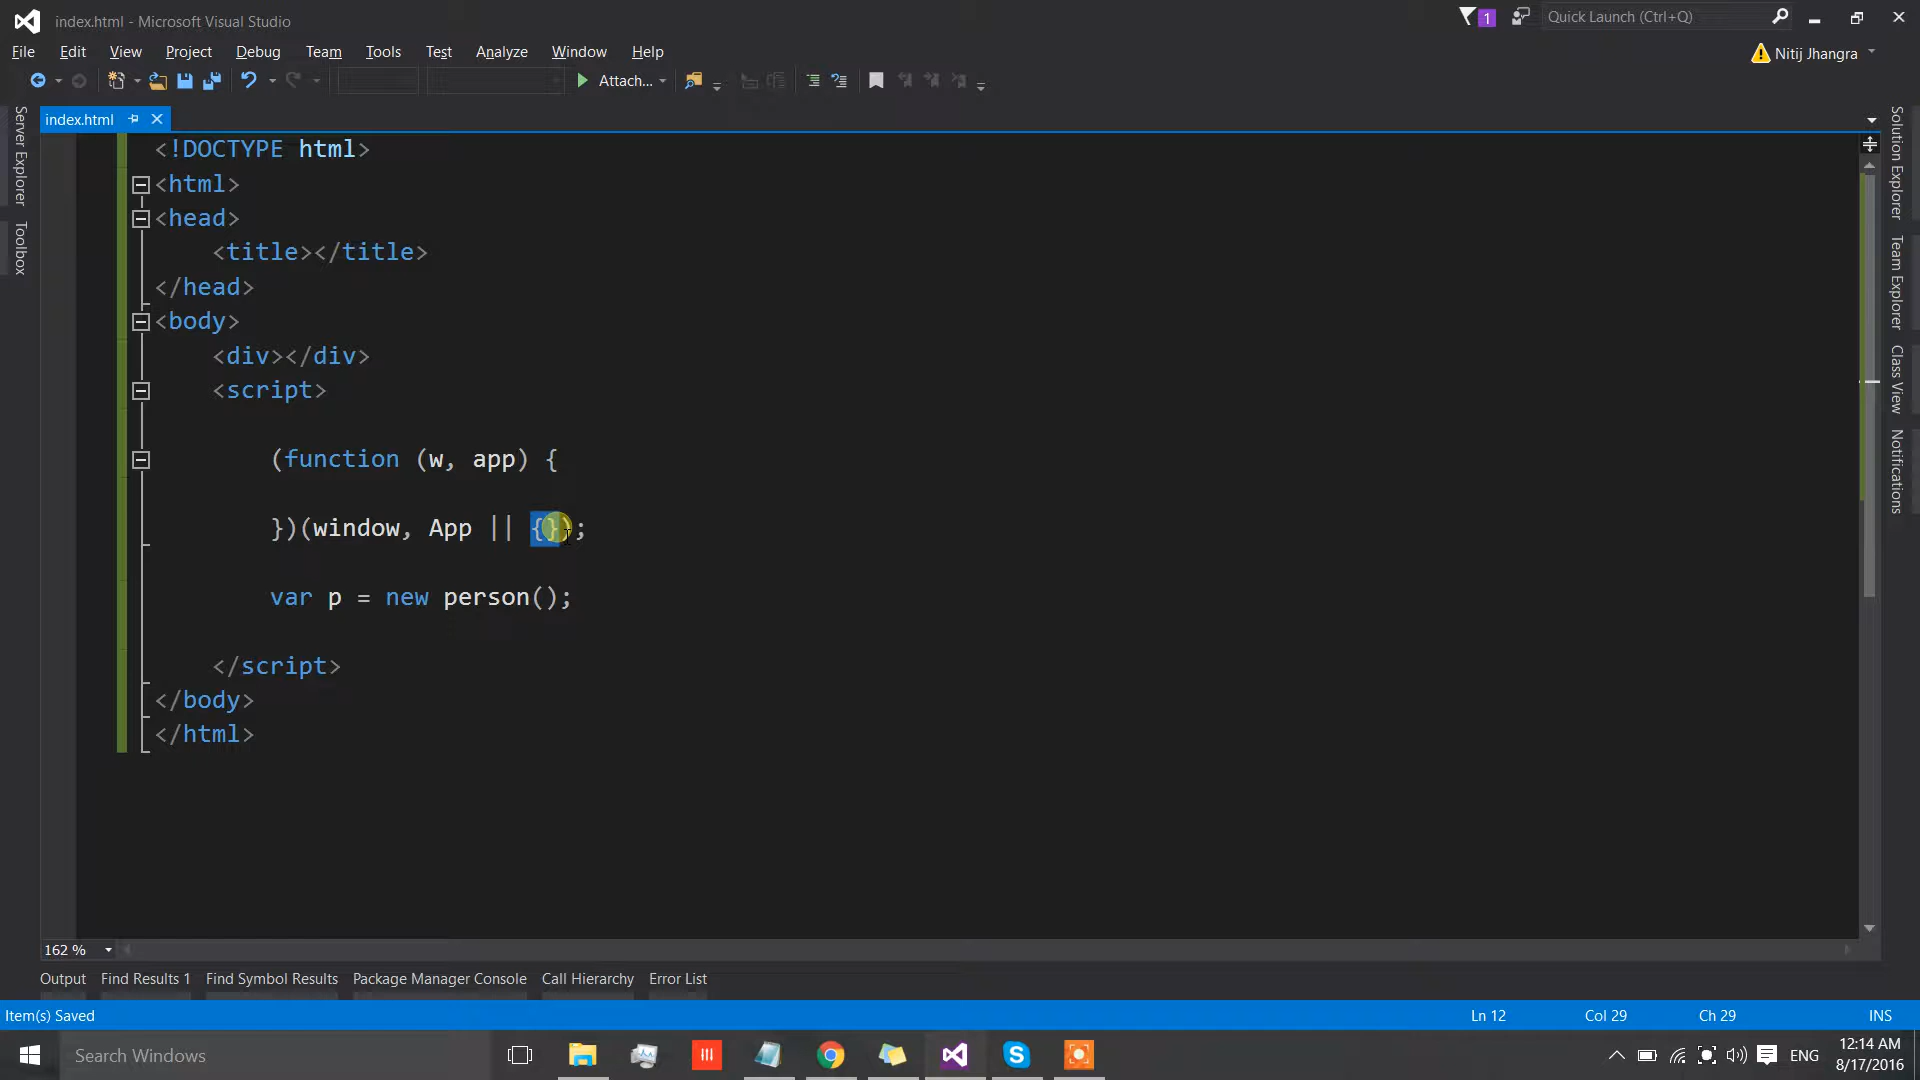 index.html - Microsoft Visual Studio
1
Quick Launch (Ctrl+Q)
File Edit View Project Debug Team Tools Test Analyze Window Help
Nitij Jhangra
Attach...
Server Explorer
Toolbox
index.html
<!DOCTYPE html>
<html>
<head>
<title></title>
</head>
<body>
<div></div>
<script>
(function (w, app) {
})(window, App || {});
var p = new person();
</script>
</body>
</html>
Solution Explorer
Team Explorer
Class View
Notifications
162 %
Output Find Results 1 Find Symbol Results Package Manager Console Call Hierarchy Error List
Item(s) Saved Ln 12 Col 29 Ch 29 INS
Search Windows
ENG
12:14 AM
8/17/2016